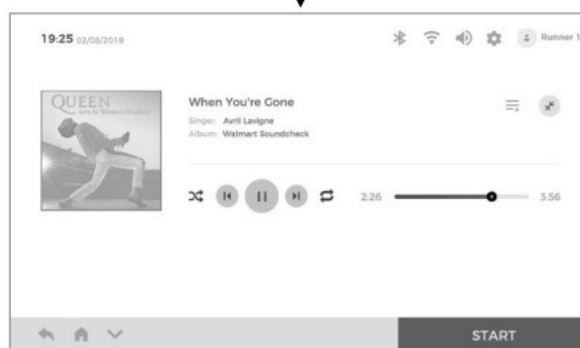 19:25 02/08/2019
Runner 1
QUEEN
LIVE AT WEMBLEY STADIUM
When You're Gone
Singer: Avril Lavigne
Album: Walmart Soundcheck
2:26
3:56
START